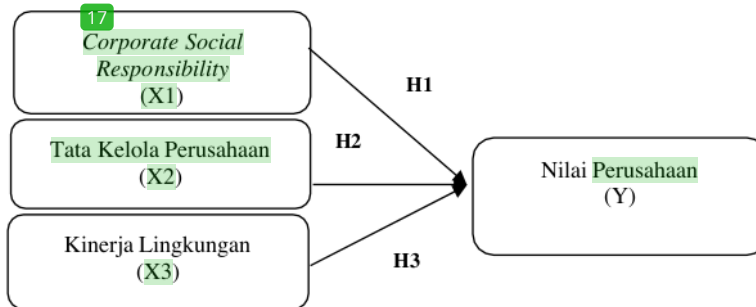 17
Corporate Social
Responsibility
(X1)
H1
Tata Kelola Perusahaan
(X2)
H2
Nilai Perusahaan
(Y)
Kinerja Lingkungan
(X3)
H3